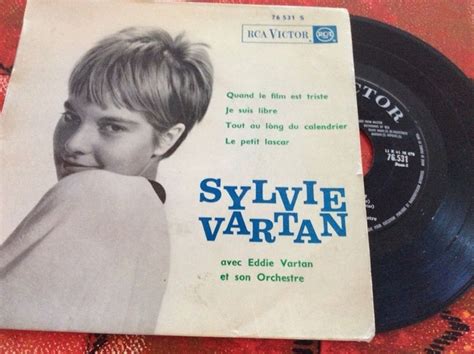 76 531 S
RCA VICTOR RCA
Quand le film est triste
Je suis libre
Tout au long du calendrier
Le petit lascar
SYLVIE
VARTAN
avec Eddie Vartan
et son Orchestre
VICTOR
76.531